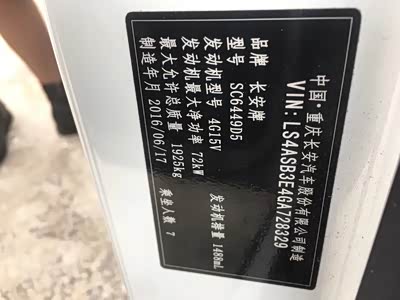 中国·重庆长安汽车股份有限公司制造
VIN:LS4ASB3E4GA728329
品牌 长安牌
型号 SC6449D5
发动机型号 4G15V 发动机排量 1488mL
发动机最大净功率 72kW
最大允许总质量 1925kg 乘坐人数 7
制造年月 2016/06/17